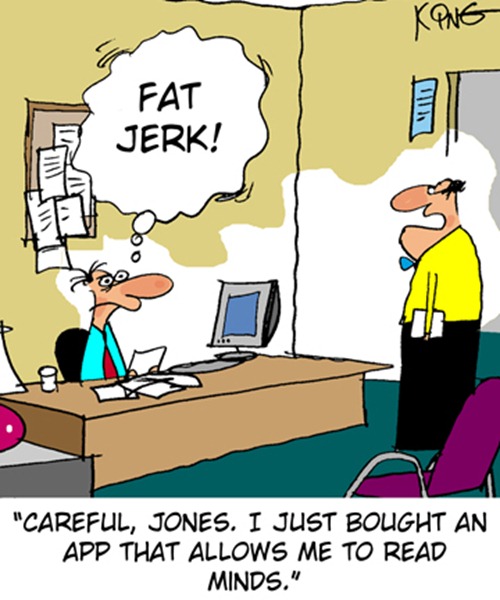 KONG
FAT
JERK!
"CAREFUL, JONES. I JUST BOUGHT AN
APP THAT ALLOWS ME TO READ
MINDS."